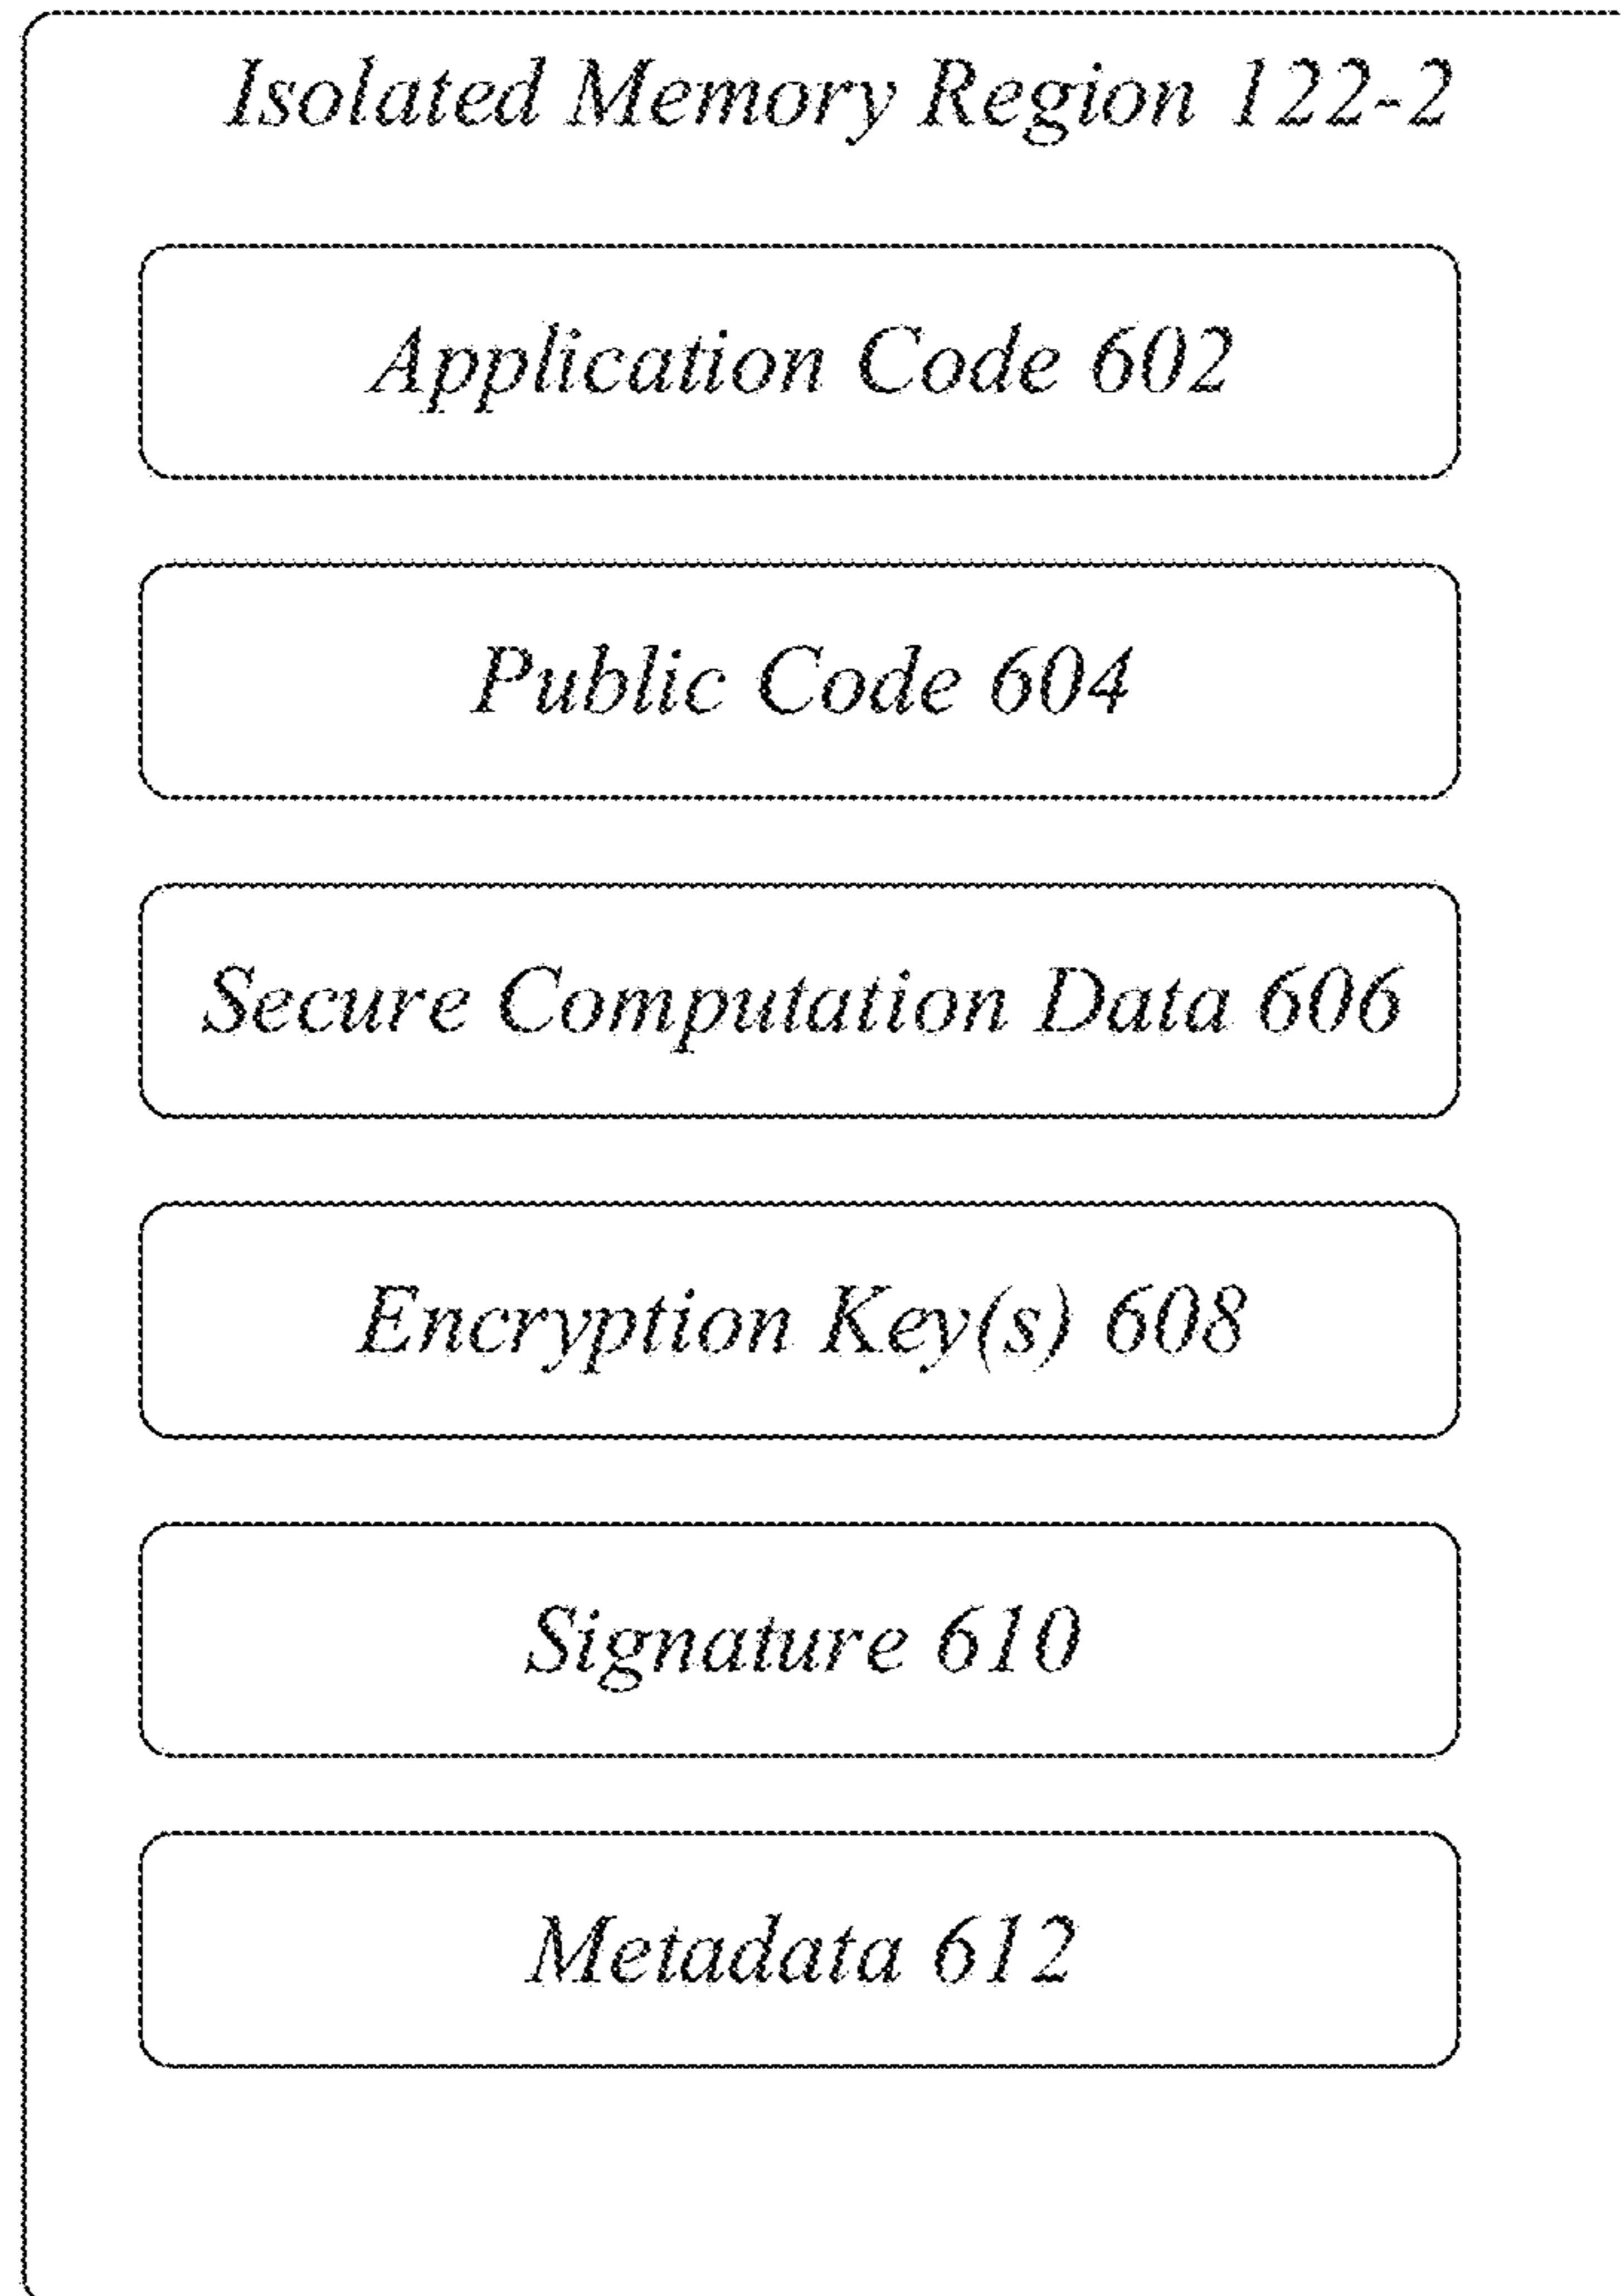 Isolated Memory Region 122-2
Application Code 602
Public Code 604
Secure Computation Data 606
Encryption Key(s) 608
Signature 610
Metadata 612